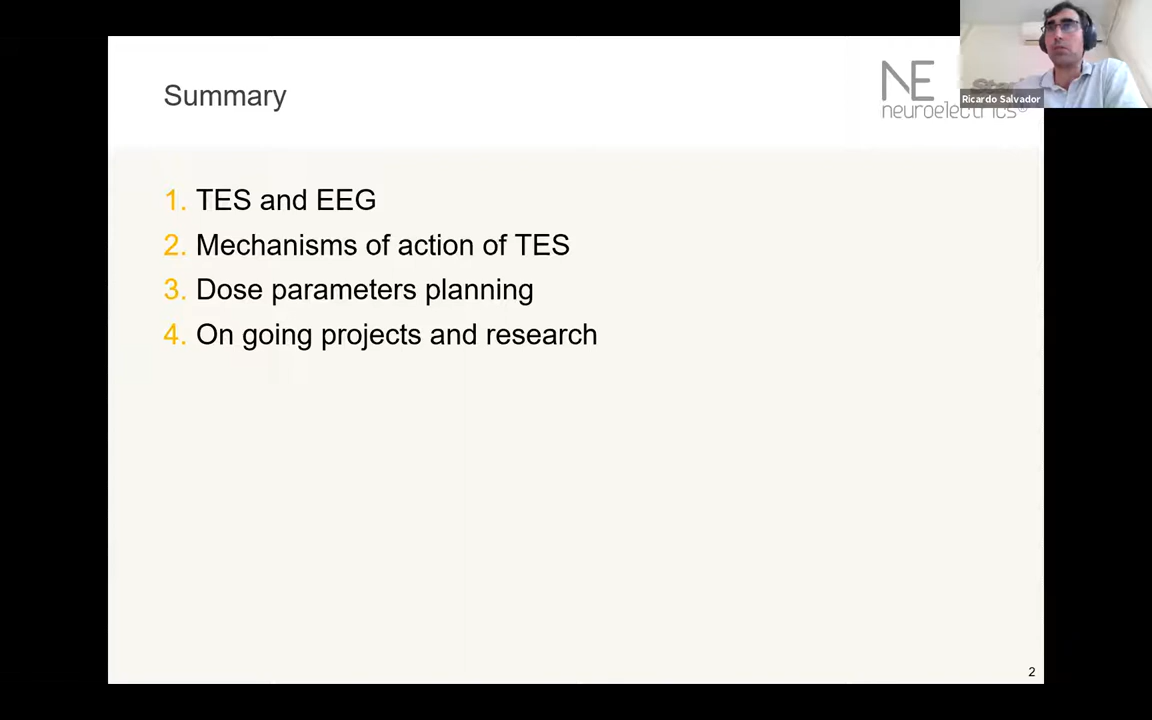 Summary
NE
neuroelectrics®
Ricardo Salvador
1. TES and EEG
2. Mechanisms of action of TES
3. Dose parameters planning
4. On going projects and research
2